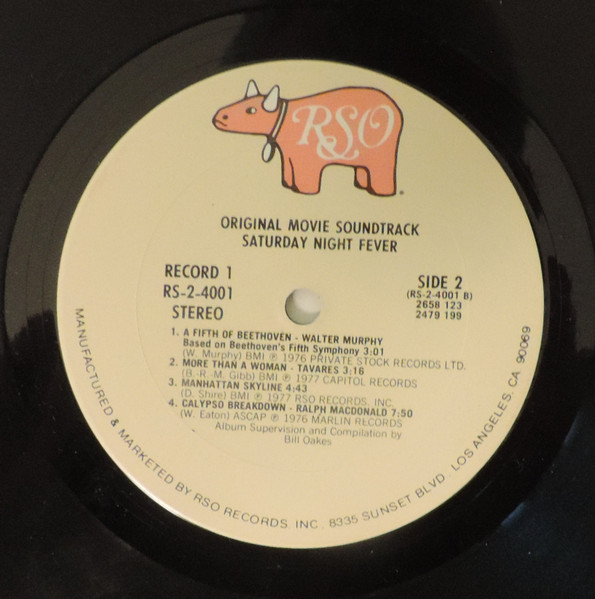 RSO
ORIGINAL MOVIE SOUNDTRACK
SATURDAY NIGHT FEVER
RECORD 1
RS-2-4001
STEREO
SIDE 2
(RS-2-4001 B)
2658 123
2479 199
1. A FIFTH OF BEETHOVEN - WALTER MURPHY
Based on Beethoven's Fifth Symphony 3:01
(W. Murphy) BMI ℗ 1976 PRIVATE STOCK RECORDS LTD.
2. MORE THAN A WOMAN - TAVARES 3:16
(B.-R.-M. Gibb) BMI ℗ 1977 CAPITOL RECORDS
3. MANHATTAN SKYLINE 4:43
(D. Shire) BMI ℗ 1977 RSO RECORDS, INC.
4. CALYPSO BREAKDOWN - RALPH MACDONALD 7:50
(W. Eaton) ASCAP ℗ 1976 MARLIN RECORDS
Album Supervision and Compilation by
Bill Oakes
MANUFACTURED & MARKETED BY RSO RECORDS, INC. 8335 SUNSET BLVD., LOS ANGELES, CA. 90069